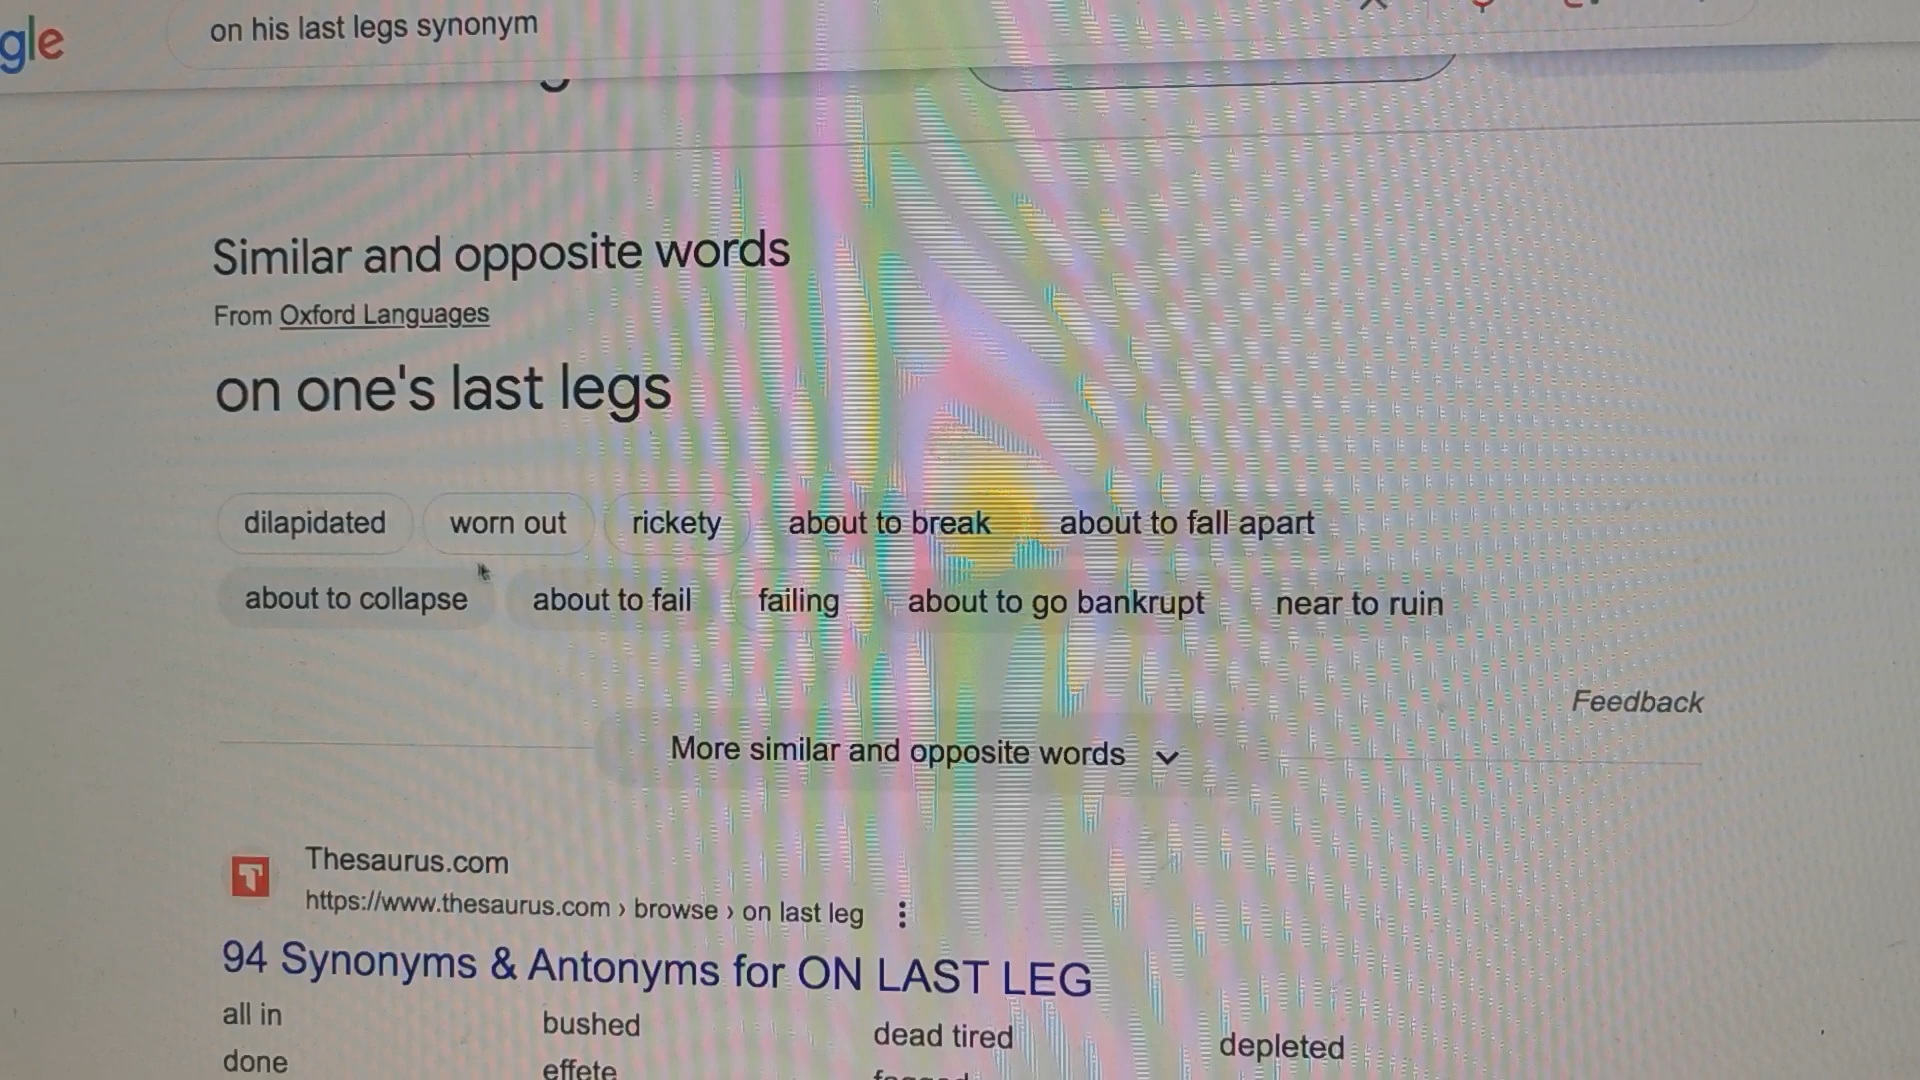 gle
on his last legs synonym
Similar and opposite words
From Oxford Languages
on one's last legs
dilapidated worn out rickety about to break about to fall apart
about to collapse about to fail failing about to go bankrupt near to ruin
Feedback
More similar and opposite words
Thesaurus.com
https://www.thesaurus.com › browse › on last leg
94 Synonyms & Antonyms for ON LAST LEG
all in bushed dead tired depleted
done effete